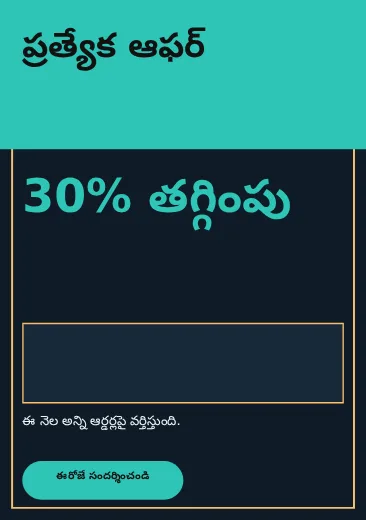 ప్రత్యేక ఆఫర్
30% తగ్గింపు
ఈ నెల అన్ని ఆర్డర్లపై వర్తిస్తుంది.
ఈరోజే సందర్శించండి